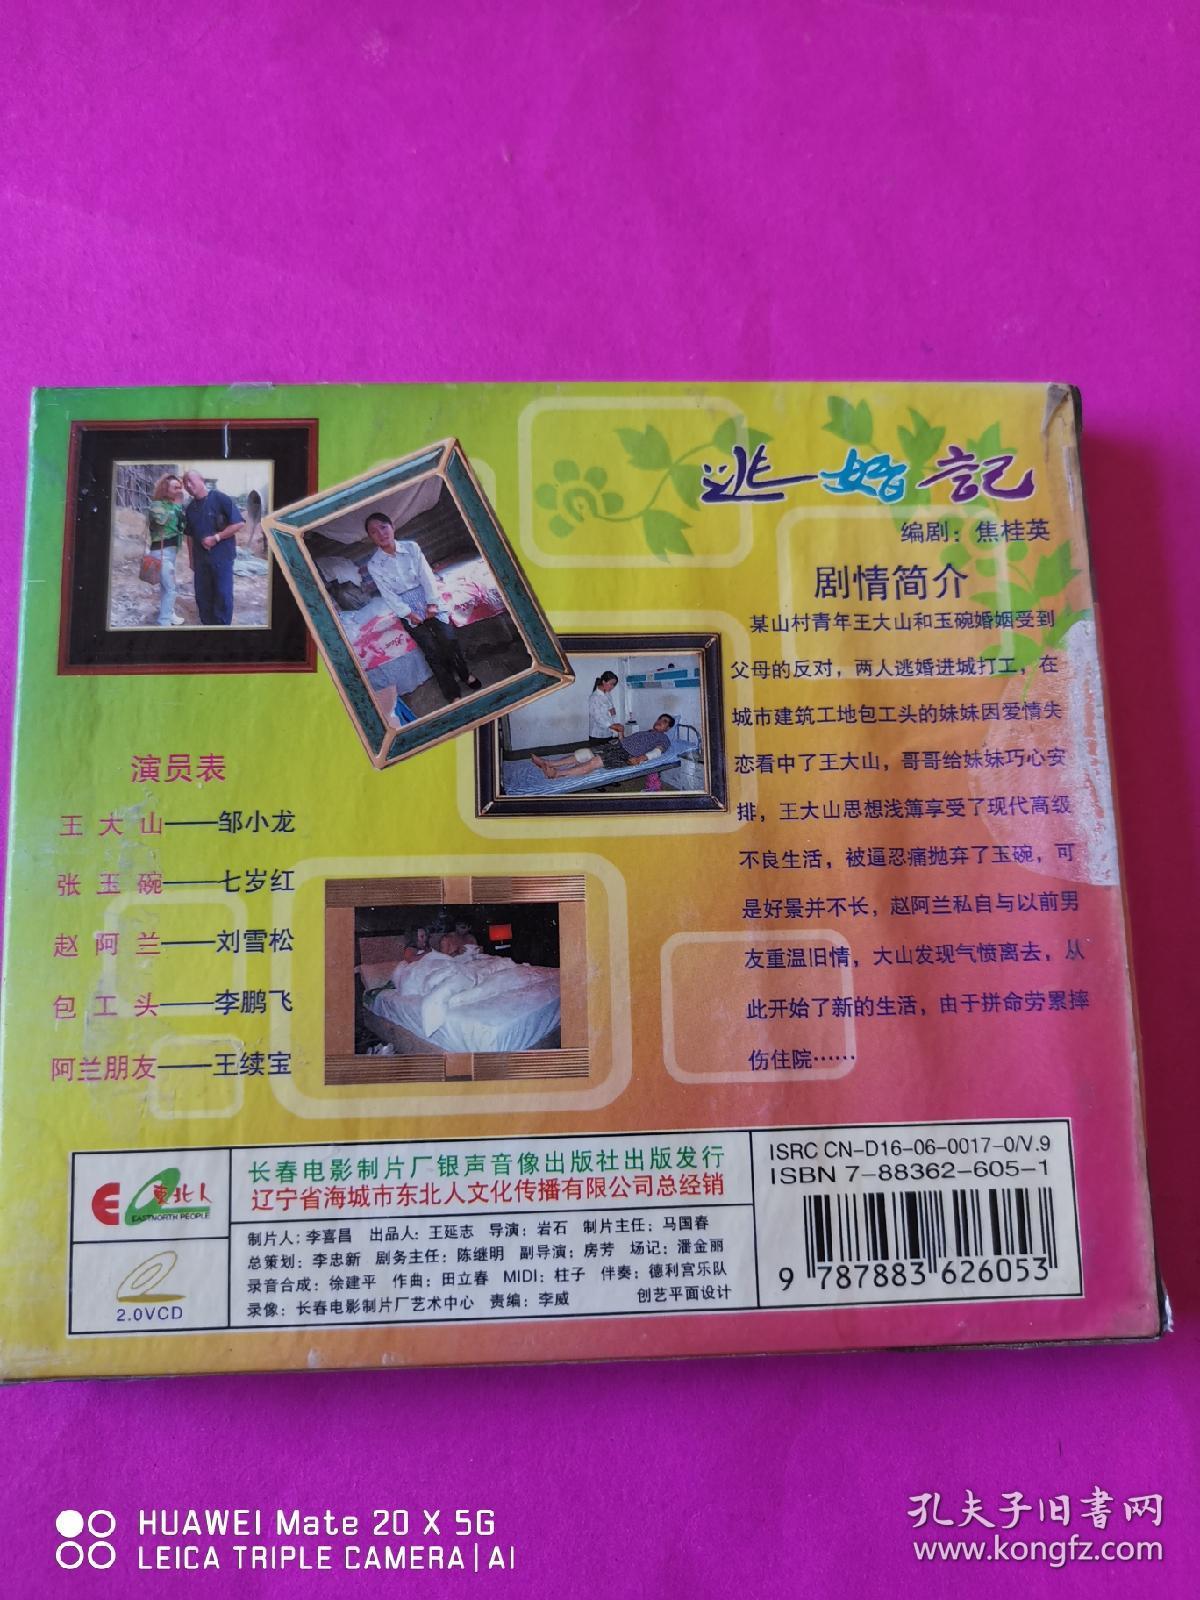 逃婚記
编剧：焦桂英
剧情简介
某山村青年王大山和玉碗婚姻受到
父母的反对，两人逃婚进城打工，在
城市建筑工地包工头的妹妹因爱情失
恋看中了王大山，哥哥给妹妹巧心安
排，王大山思想浅薄享受了现代高级
不良生活，被逼忍痛抛弃了玉碗，可
是好景并不长，赵阿兰私自与以前男
友重温旧情，大山发现气愤离去，从
此开始了新的生活，由于拼命劳累摔
伤住院……
演员表
王大山——邹小龙
张玉碗——七岁红
赵阿兰——刘雪松
包工头——李鹏飞
阿兰朋友——王续宝
東北人
EASTNORTH PEOPLE
2.0VCD
长春电影制片厂银声音像出版社出版发行
辽宁省海城市东北人文化传播有限公司总经销
制片人：李喜昌 出品人：王延志 导演：岩石 制片主任：马国春
总策划：李忠新 剧务主任：陈继明 副导演：房芳 场记：潘金丽
录音合成：徐建平 作曲：田立春 MIDI：柱子 伴奏：德利宫乐队
录像：长春电影制片厂艺术中心 责编：李威 创艺平面设计
ISRC CN-D16-06-0017-0/V.9
ISBN 7-88362-605-1
9 787883 626053
HUAWEI Mate 20 X 5G
LEICA TRIPLE CAMERA | AI
孔夫子旧书网
www.kongfz.com